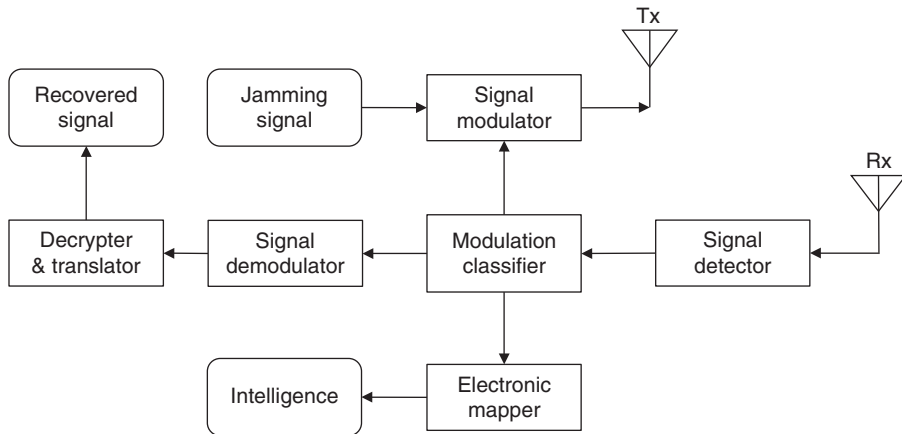 Tx
Recovered
signal
Jamming
signal
Signal
modulator
Rx
Decrypter
& translator
Signal
demodulator
Modulation
classifier
Signal
detector
Intelligence
Electronic
mapper